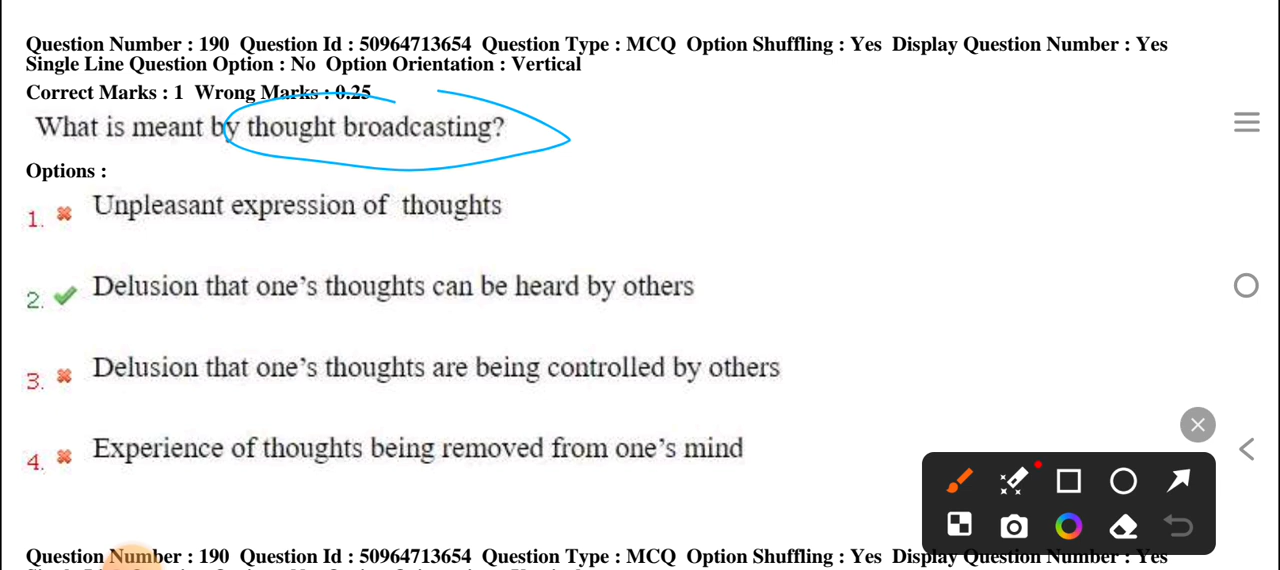 Question Number : 190 Question Id : 50964713654 Question Type : MCQ Option Shuffling : Yes Display Question Number : Yes
Single Line Question Option : No Option Orientation : Vertical
Correct Marks : 1 Wrong Marks : 0.25
What is meant by thought broadcasting?
Options :
1. Unpleasant expression of thoughts
2. Delusion that one’s thoughts can be heard by others
3. Delusion that one’s thoughts are being controlled by others
4. Experience of thoughts being removed from one’s mind
Question Number : 190 Question Id : 50964713654 Question Type : MCQ Option Shuffling : Yes Display Question Number : Yes